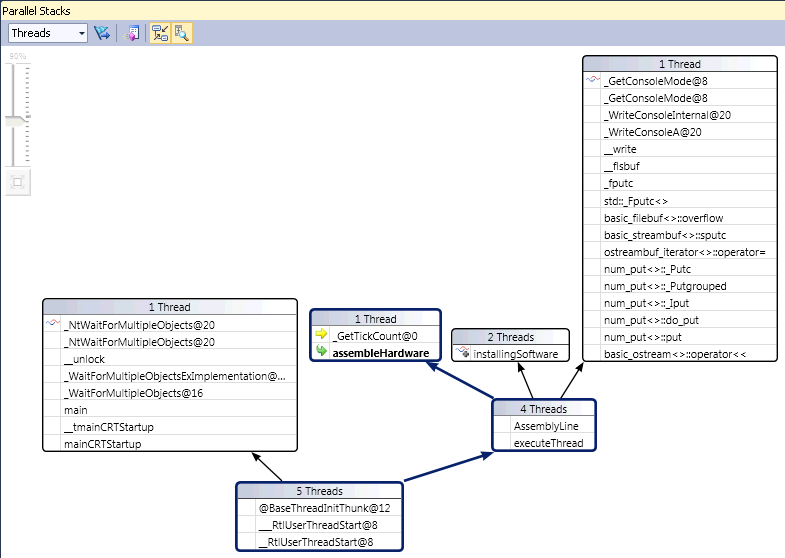 Parallel Stacks
Threads
90%
1 Thread
_GetConsoleMode@8
_GetConsoleMode@8
_WriteConsoleInternal@20
_WriteConsoleA@20
__write
__flsbuf
_fputc
std::_Fputc<>
basic_filebuf<>::overflow
basic_streambuf<>::sputc
ostreambuf_iterator<>::operator=
num_put<>::_Putc
num_put<>::_Putgrouped
num_put<>::_Iput
num_put<>::do_put
num_put<>::put
basic_ostream<>::operator<<
1 Thread
_NtWaitForMultipleObjects@20
_NtWaitForMultipleObjects@20
__unlock
_WaitForMultipleObjectsExImplementation@...
_WaitForMultipleObjects@16
main
__tmainCRTStartup
mainCRTStartup
1 Thread
_GetTickCount@0
assembleHardware
2 Threads
installingSoftware
4 Threads
AssemblyLine
executeThread
5 Threads
@BaseThreadInitThunk@12
___RtlUserThreadStart@8
__RtlUserThreadStart@8